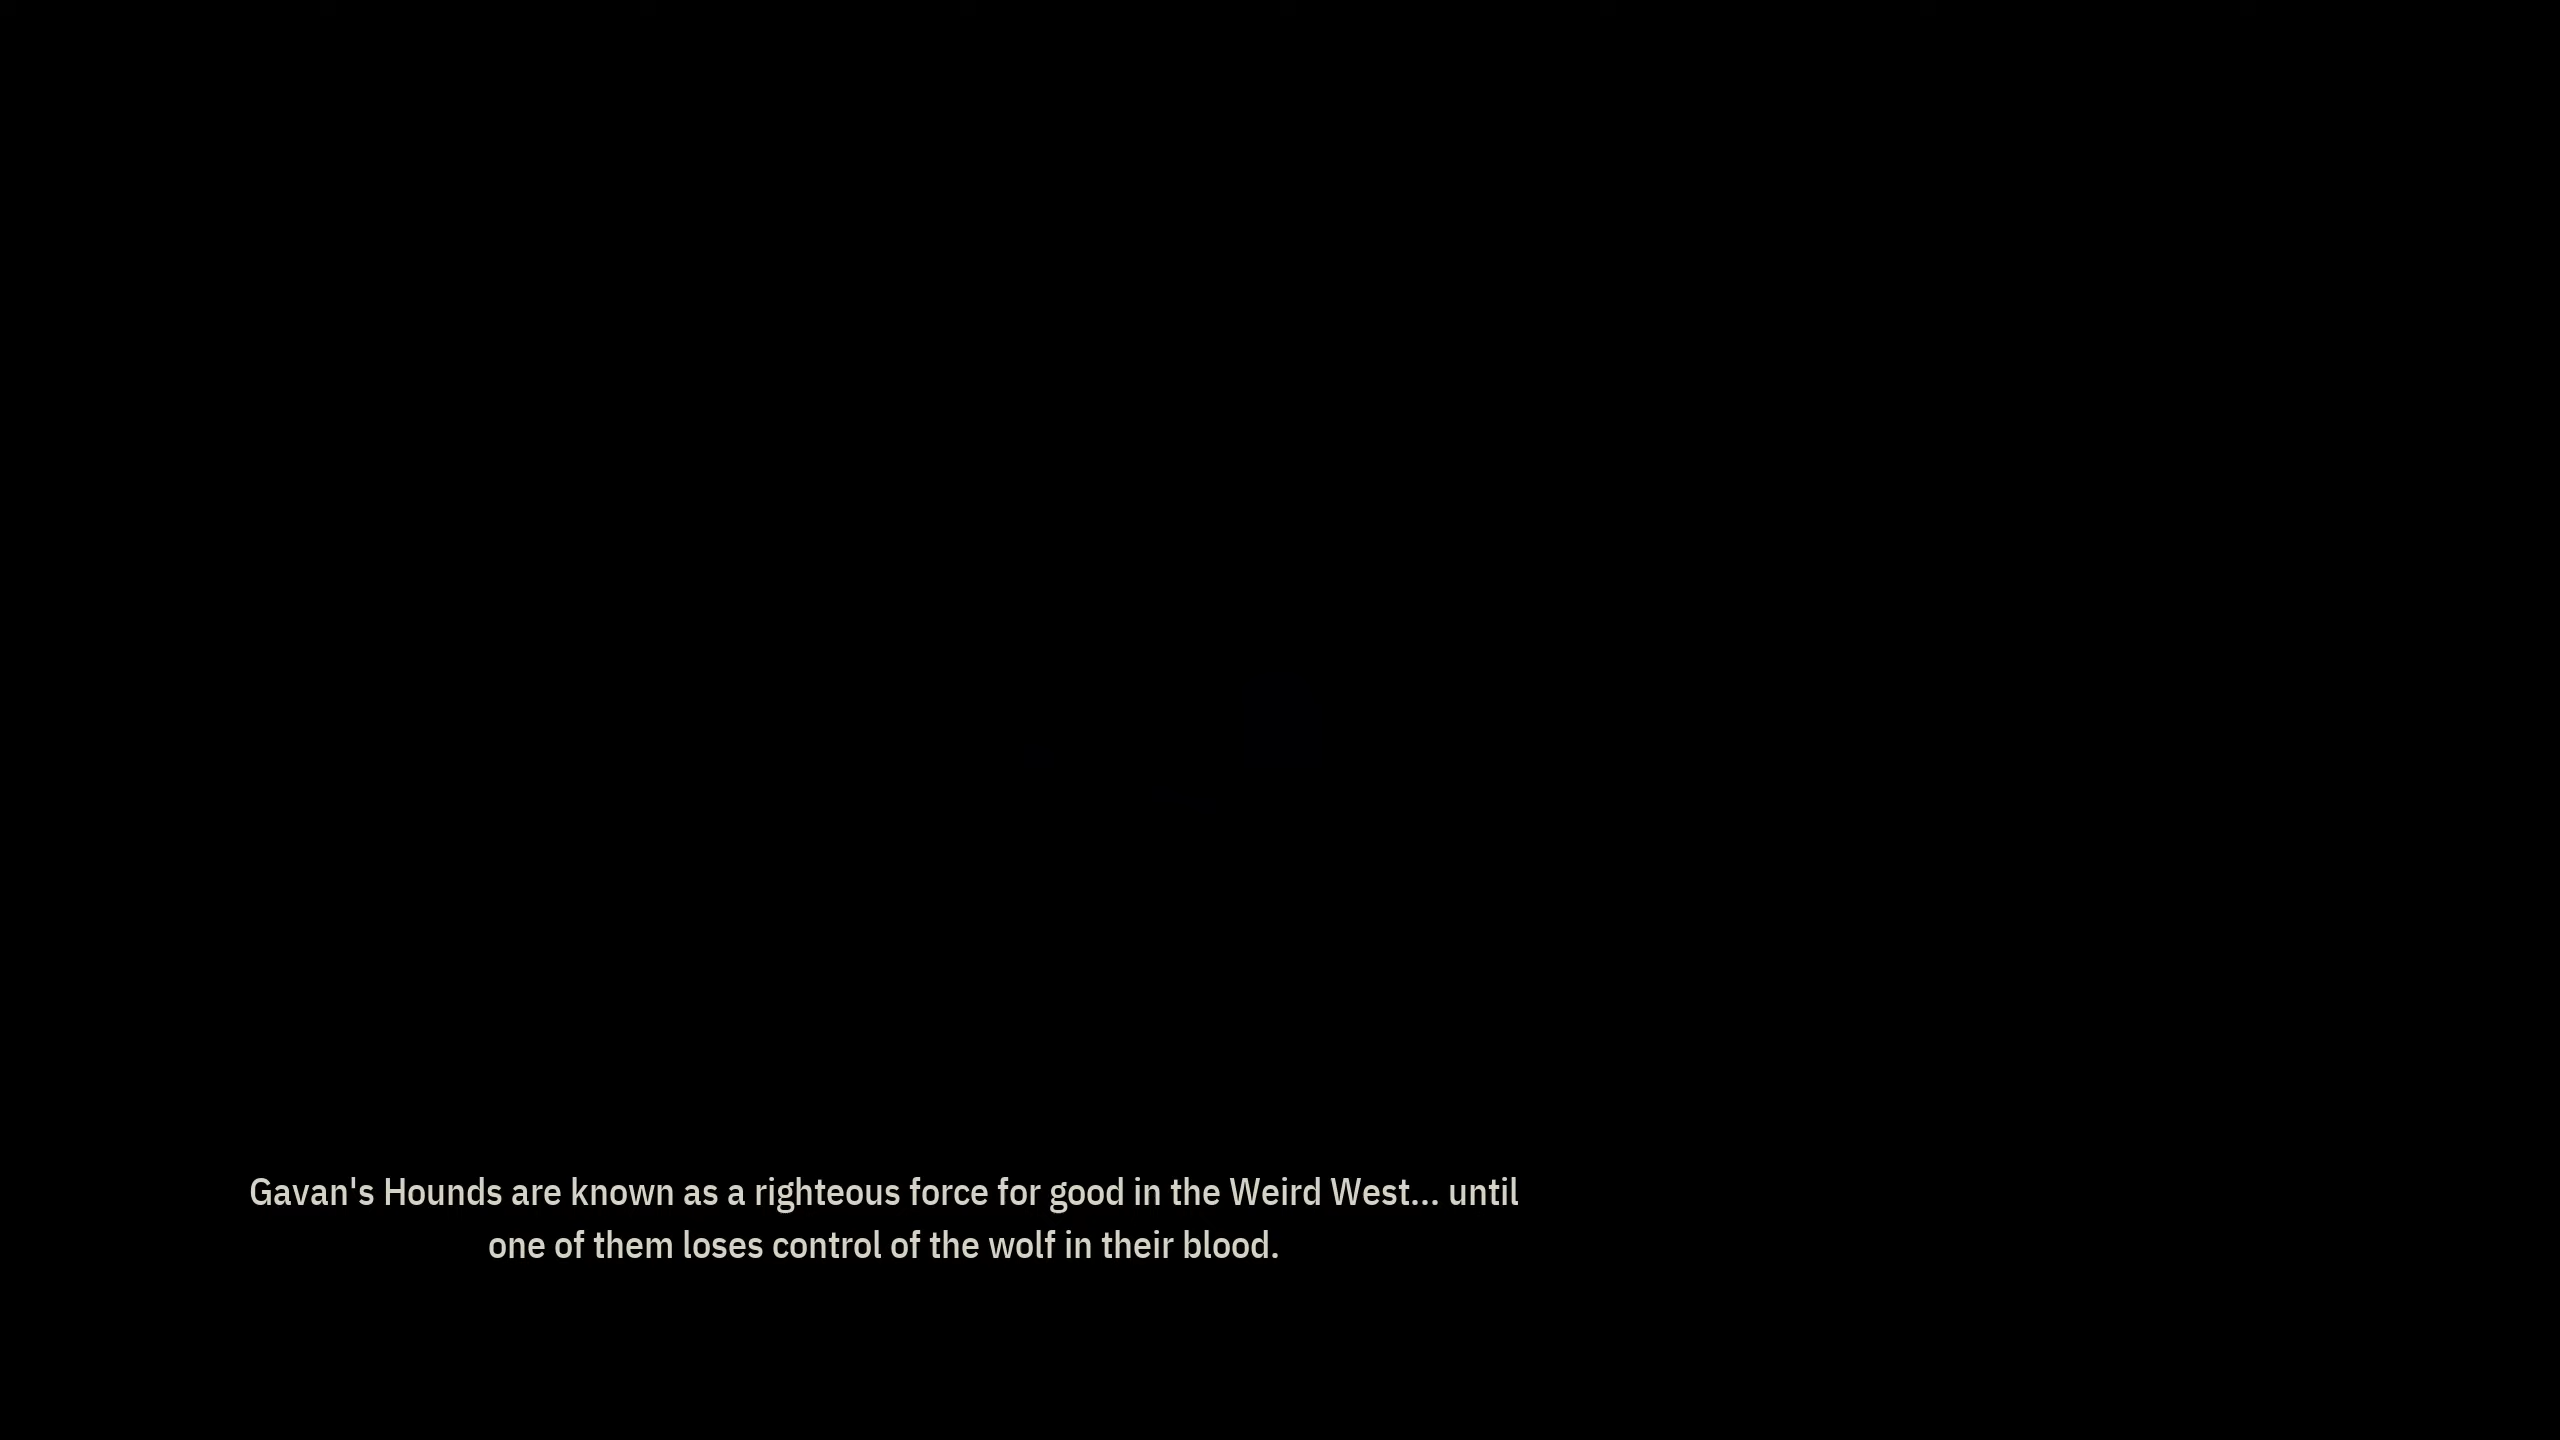 Gavan's Hounds are known as a righteous force for good in the Weird West... until
one of them loses control of the wolf in their blood.